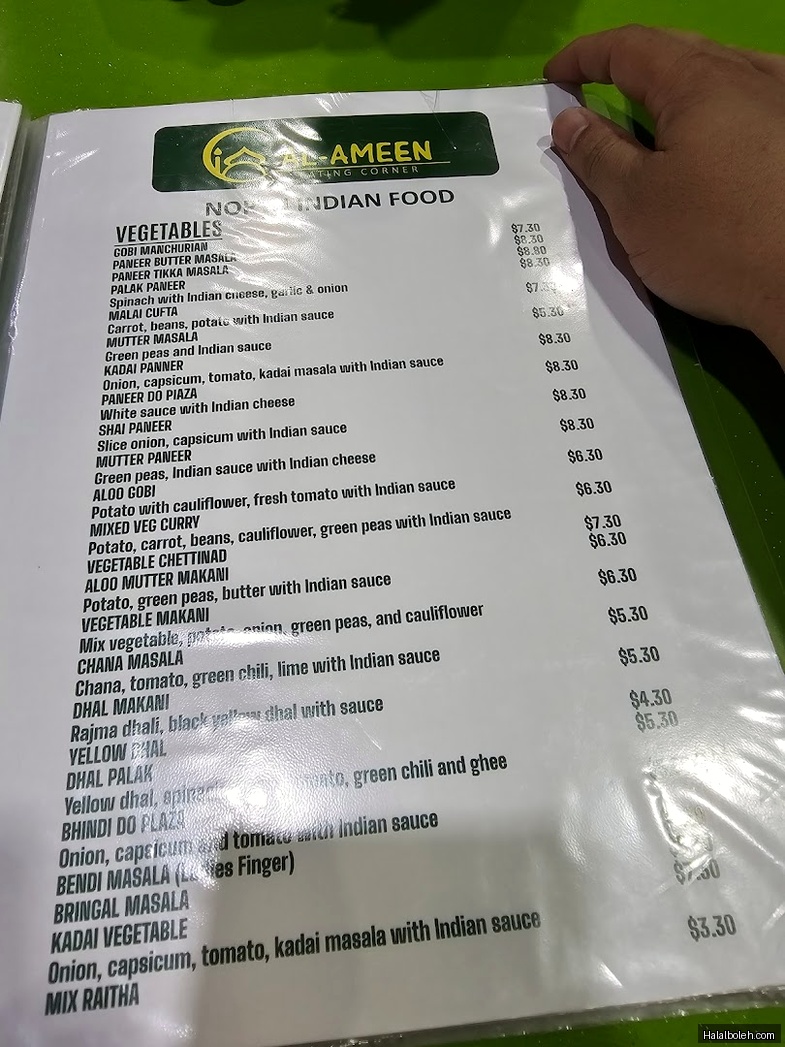 AL-AMEEN
EATING CORNER
INDIAN FOOD
VEGETABLES
GOBI MANCHURIAN $7.30
PANEER BUTTER MASALA $8.30
PANEER TIKKA MASALA $8.80
PALAK PANEER $8.30
Spinach with Indian cheese, garlic & onion
MALAI CUFTA
Carrot, beans, potato with Indian sauce
MUTTER MASALA $5.30
Green peas and Indian sauce
KADAI PANNER $8.30
Onion, capsicum, tomato, kadai masala with Indian sauce
PANEER DO PIAZA $8.30
White sauce with Indian cheese
SHAI PANEER $8.30
Slice onion, capsicum with Indian sauce
MUTTER PANEER $8.30
Green peas, Indian sauce with Indian cheese
ALOO GOBI $6.30
Potato with cauliflower, fresh tomato with Indian sauce
MIXED VEG CURRY $6.30
Potato, carrot, beans, cauliflower, green peas with Indian sauce
VEGETABLE CHETTINAD $7.30
ALOO MUTTER MAKANI $6.30
Potato, green peas, butter with Indian sauce
VEGETABLE MAKANI $6.30
Mix vegetable, potato, onion, green peas, and cauliflower
CHANA MASALA $5.30
Chana, tomato, green chili, lime with Indian sauce
DHAL MAKANI $5.30
Rajma dhali, black yellow dhal with sauce
YELLOW DHAL $4.30
DHAL PALAK $5.30
Yellow dhal, green chili and ghee
BHINDI DO PLAZA
Onion, capsicum and tomato with Indian sauce
BENDI MASALA (Ladies Finger)
BRINGAL MASALA
KADAI VEGETABLE
Onion, capsicum, tomato, kadai masala with Indian sauce
MIX RAITHA $3.30
Halalboleh.com